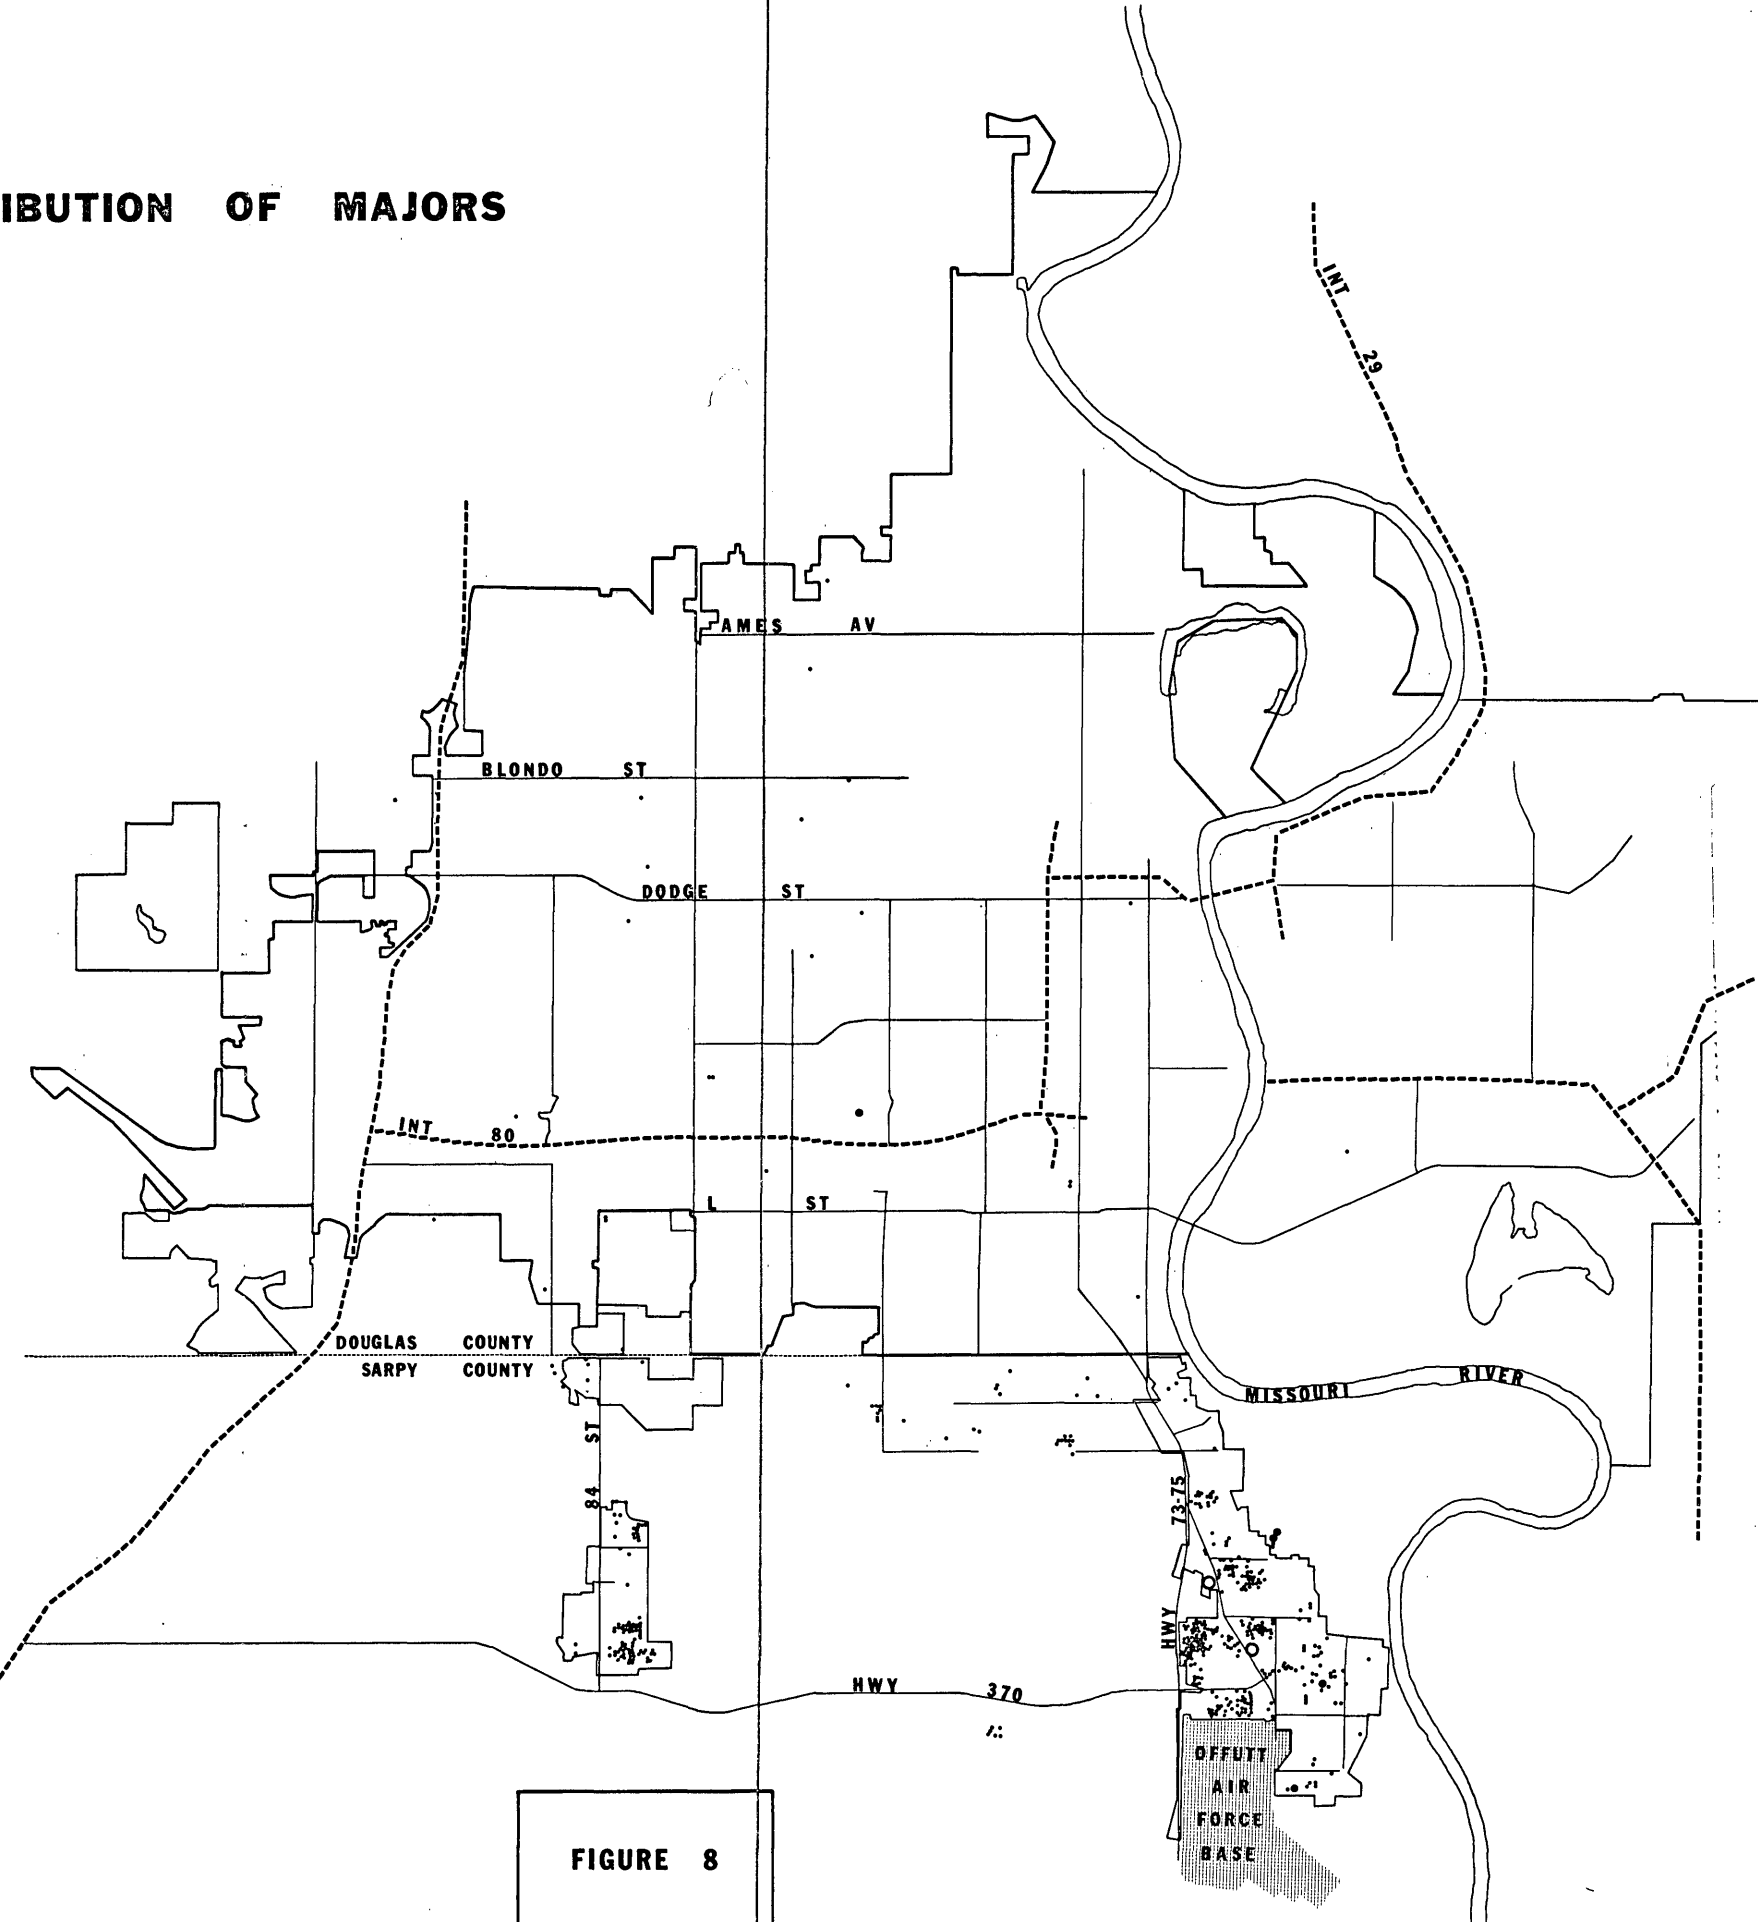 IBUTION OF MAJORS
INT
29
AMES AV
BLONDO ST
DODGE ST
INT 80
L ST
DOUGLAS COUNTY
SARPY COUNTY
MISSOURI RIVER
84 ST
HWY 73-75
HWY 370
OFFUTT
AIR
FORCE
BASE
FIGURE 8